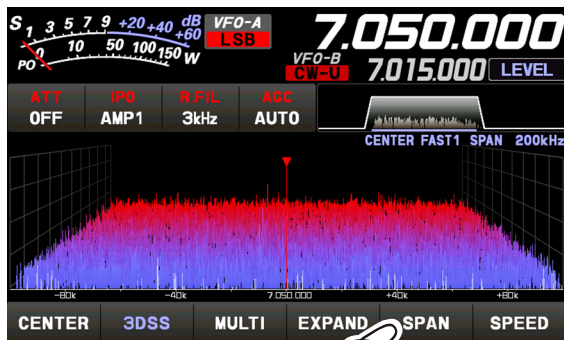 S 1 3 5 7 9 +20 +40 +60 dB
PO 0 10 50 100 150 W
VFO-A 7.050.000
LSB
VFO-B 7.015.000 LEVEL
CW-U
ATT IPO R.FIL AGC
OFF AMP1 3kHz AUTO
CENTER FAST1 SPAN 200kHz
-80k -40k 7.050.000 +40k +80k
CENTER 3DSS MULTI EXPAND SPAN SPEED